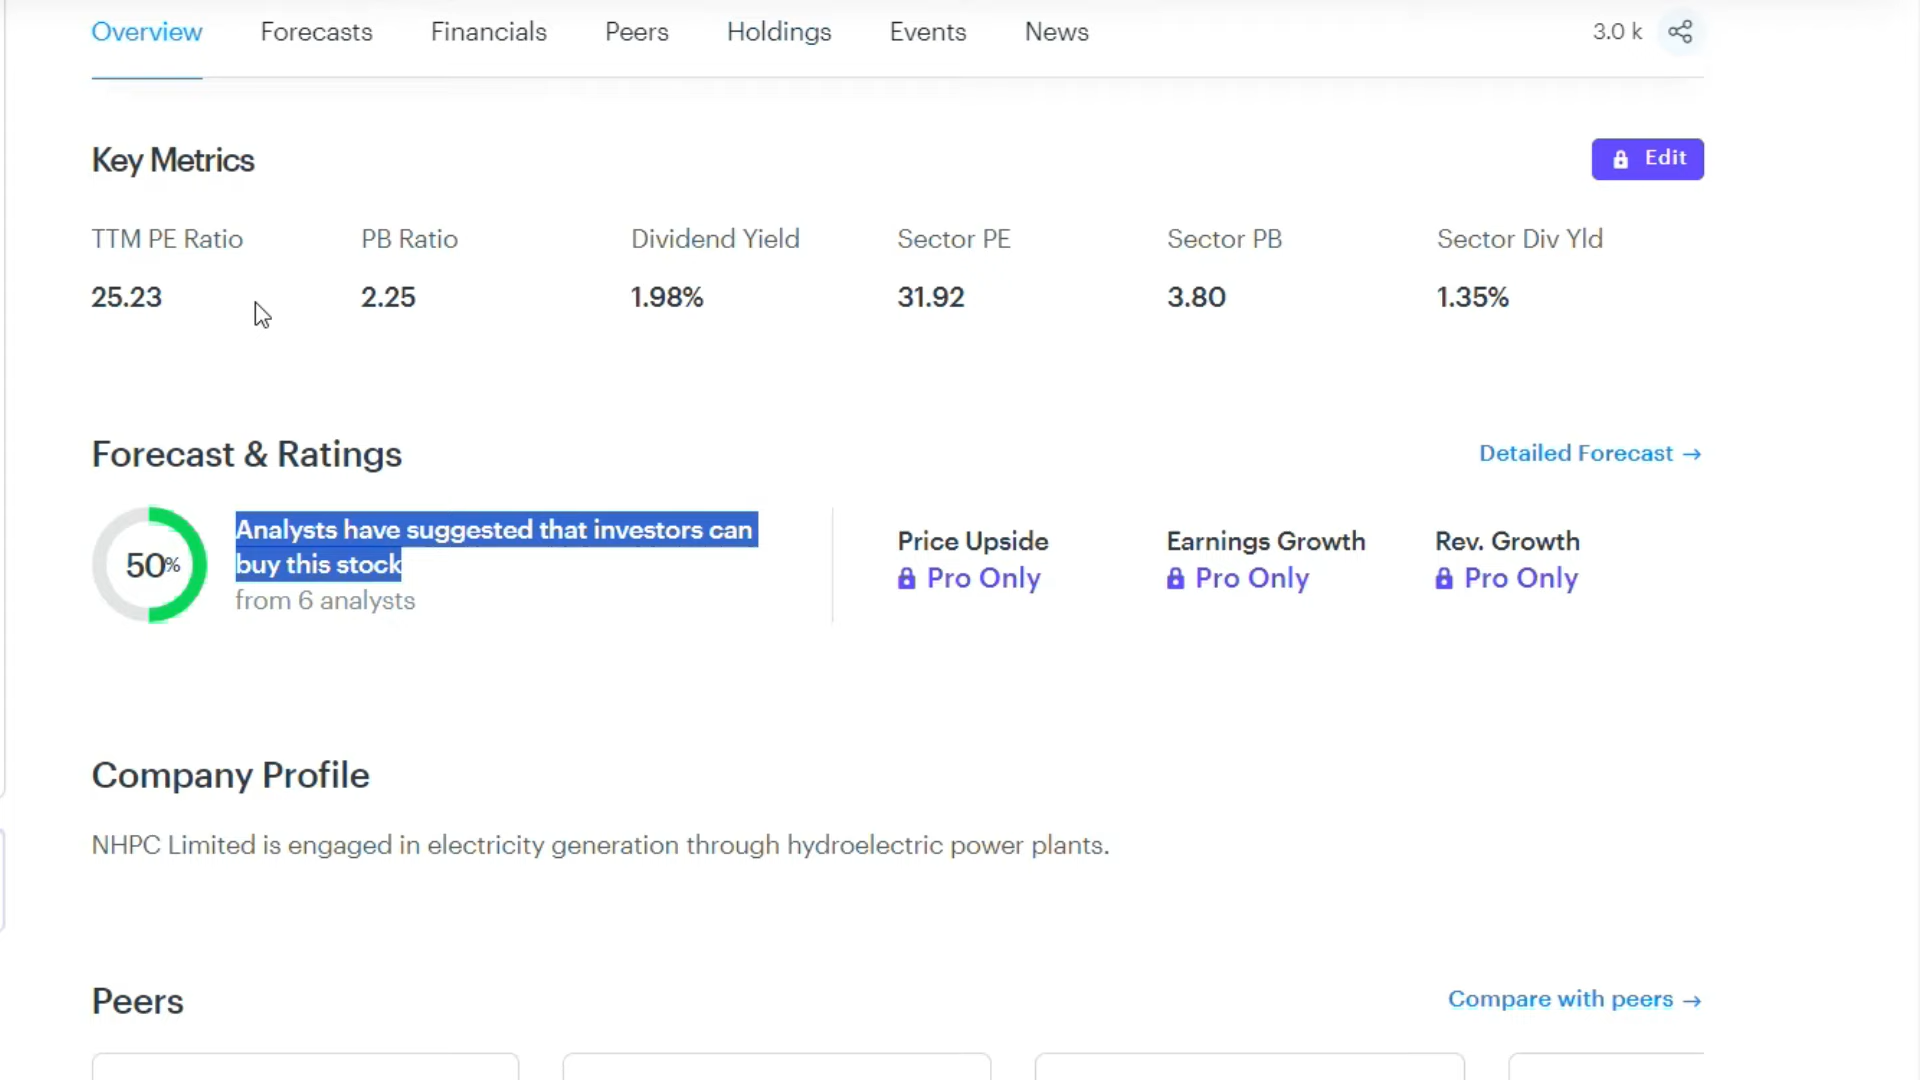 Overview Forecasts Financials Peers Holdings Events News 3.0 k
Key Metrics Edit
TTM PE Ratio PB Ratio Dividend Yield Sector PE Sector PB Sector Div Yld
25.23 2.25 1.98% 31.92 3.80 1.35%
Forecast & Ratings Detailed Forecast →
50%
Analysts have suggested that investors can
buy this stock
from 6 analysts
Price Upside Earnings Growth Rev. Growth
Pro Only Pro Only Pro Only
Company Profile
NHPC Limited is engaged in electricity generation through hydroelectric power plants.
Peers Compare with peers →